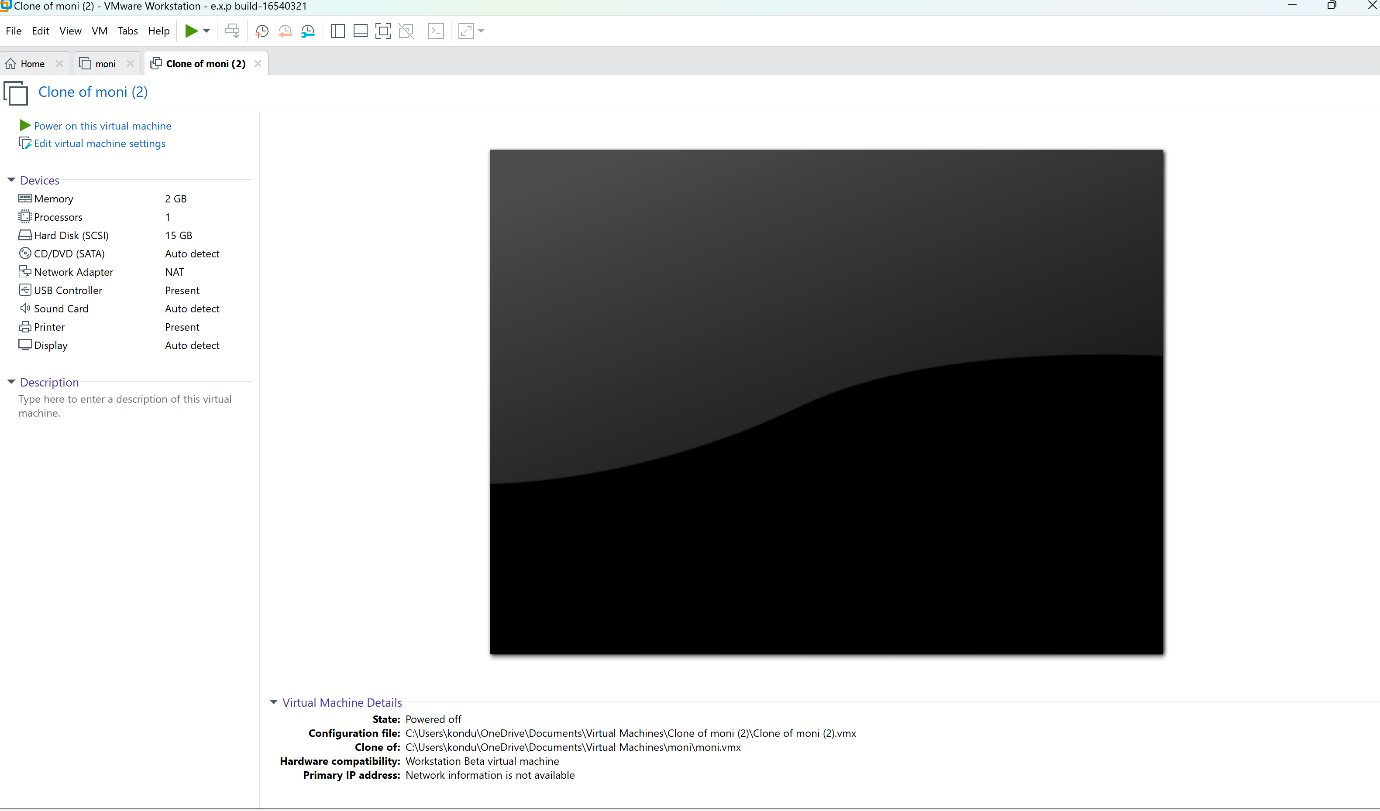 Clone of moni (2) - VMware Workstation - e.x.p build-16540321
File Edit View VM Tabs Help
Home moni Clone of moni (2)
Clone of moni (2)
Power on this virtual machine
Edit virtual machine settings
Devices
Memory 2 GB
Processors 1
Hard Disk (SCSI) 15 GB
CD/DVD (SATA) Auto detect
Network Adapter NAT
USB Controller Present
Sound Card Auto detect
Printer Present
Display Auto detect
Description
Type here to enter a description of this virtual
machine.
Virtual Machine Details
State: Powered off
Configuration file: C:\Users\kondu\OneDrive\Documents\Virtual Machines\Clone of moni (2)\Clone of moni (2).vmx
Clone of: C:\Users\kondu\OneDrive\Documents\Virtual Machines\moni\moni.vmx
Hardware compatibility: Workstation Beta virtual machine
Primary IP address: Network information is not available